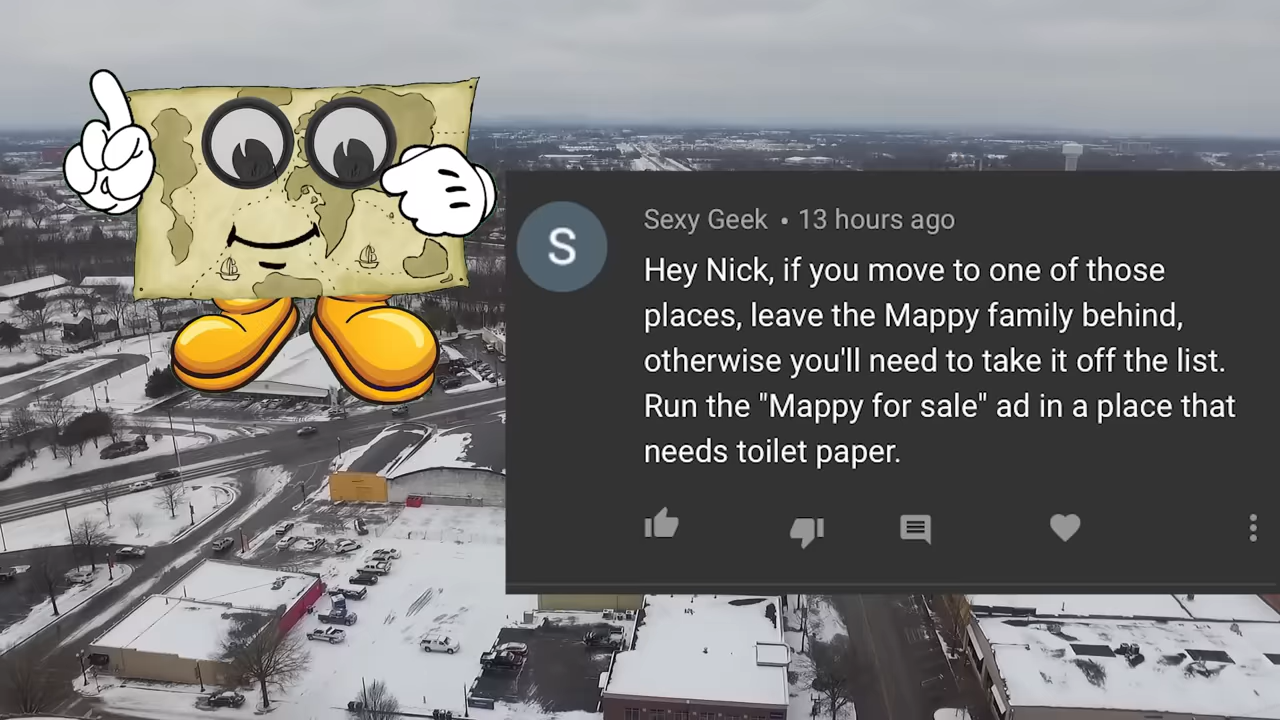 S
Sexy Geek • 13 hours ago
Hey Nick, if you move to one of those
places, leave the Mappy family behind,
otherwise you'll need to take it off the list.
Run the "Mappy for sale" ad in a place that
needs toilet paper.